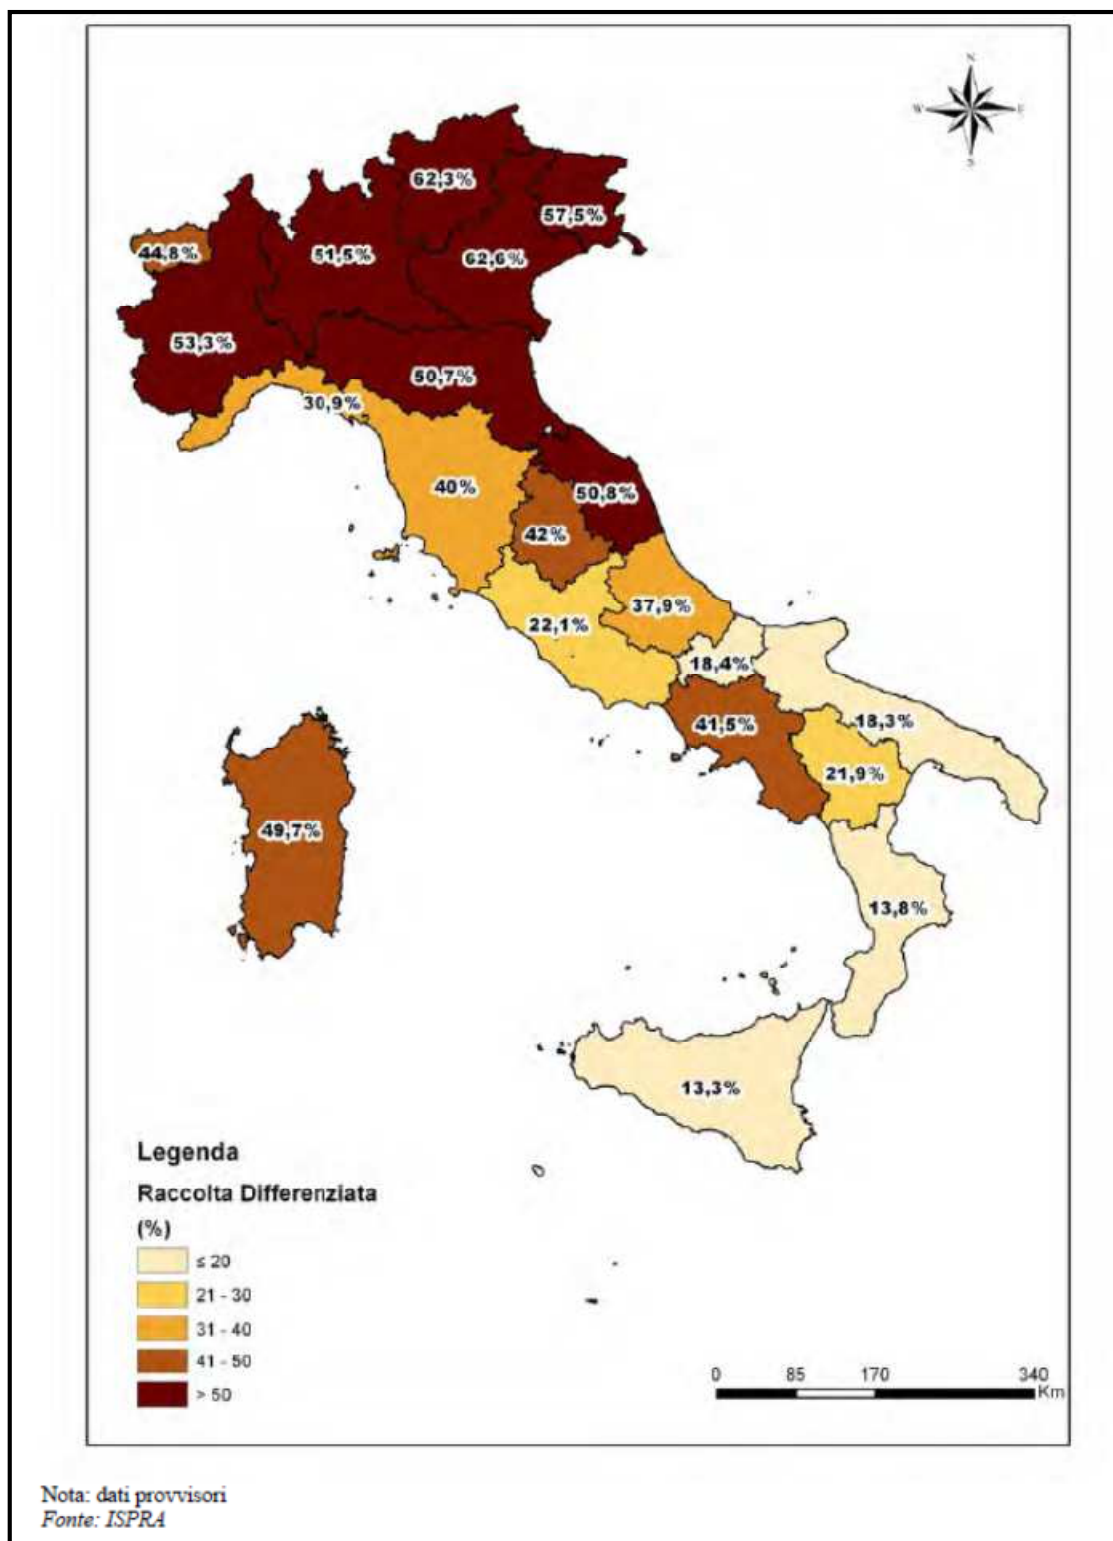 N
W E
S
62,3%
57,5%
44,8%
51,5%
62,6%
53,3%
50,7%
30,9%
40%
50,8%
42%
37,9%
22,1%
18,4%
41,5%
18,3%
21,9%
49,7%
13,8%
13,3%
Legenda
Raccolta Differenziata
(%)
≤ 20
21 - 30
31 - 40
41 - 50
> 50
0 85 170 340
Km
Nota: dati provvisori
Fonte: ISPRA